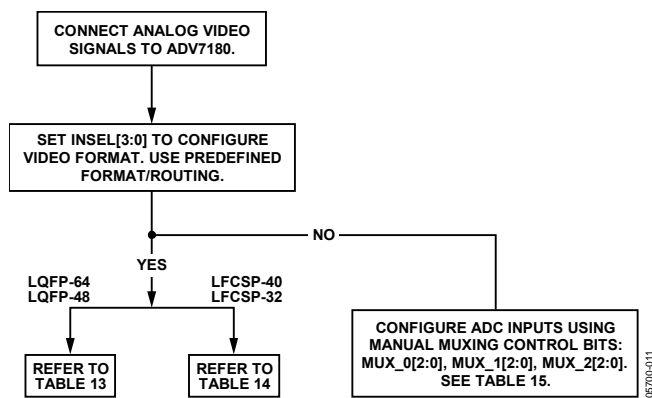 CONNECT ANALOG VIDEO
SIGNALS TO ADV7180.
SET INSEL[3:0] TO CONFIGURE
VIDEO FORMAT. USE PREDEFINED
FORMAT/ROUTING.
NO
YES
LQFP-64
LQFP-48
LFCSP-40
LFCSP-32
REFER TO
TABLE 13
REFER TO
TABLE 14
CONFIGURE ADC INPUTS USING
MANUAL MUXING CONTROL BITS:
MUX_0[2:0], MUX_1[2:0], MUX_2[2:0].
SEE TABLE 15.
05700-011